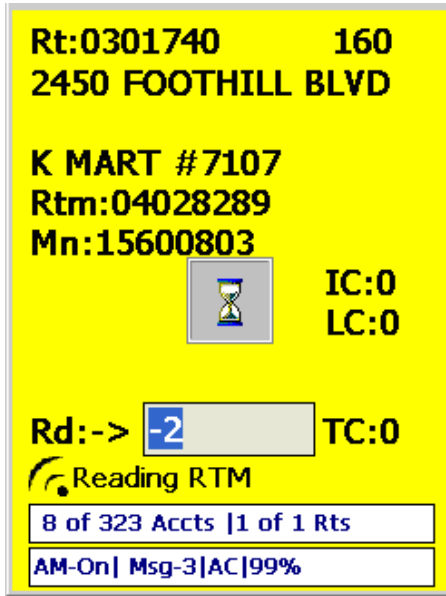 Rt:0301740 160
2450 FOOTHILL BLVD
K MART #7107
Rtm:04028289
Mn:15600803
IC:0
LC:0
Rd:-> -2 TC:0
Reading RTM
8 of 323 Accts |1 of 1 Rts
AM-On| Msg-3|AC|99%